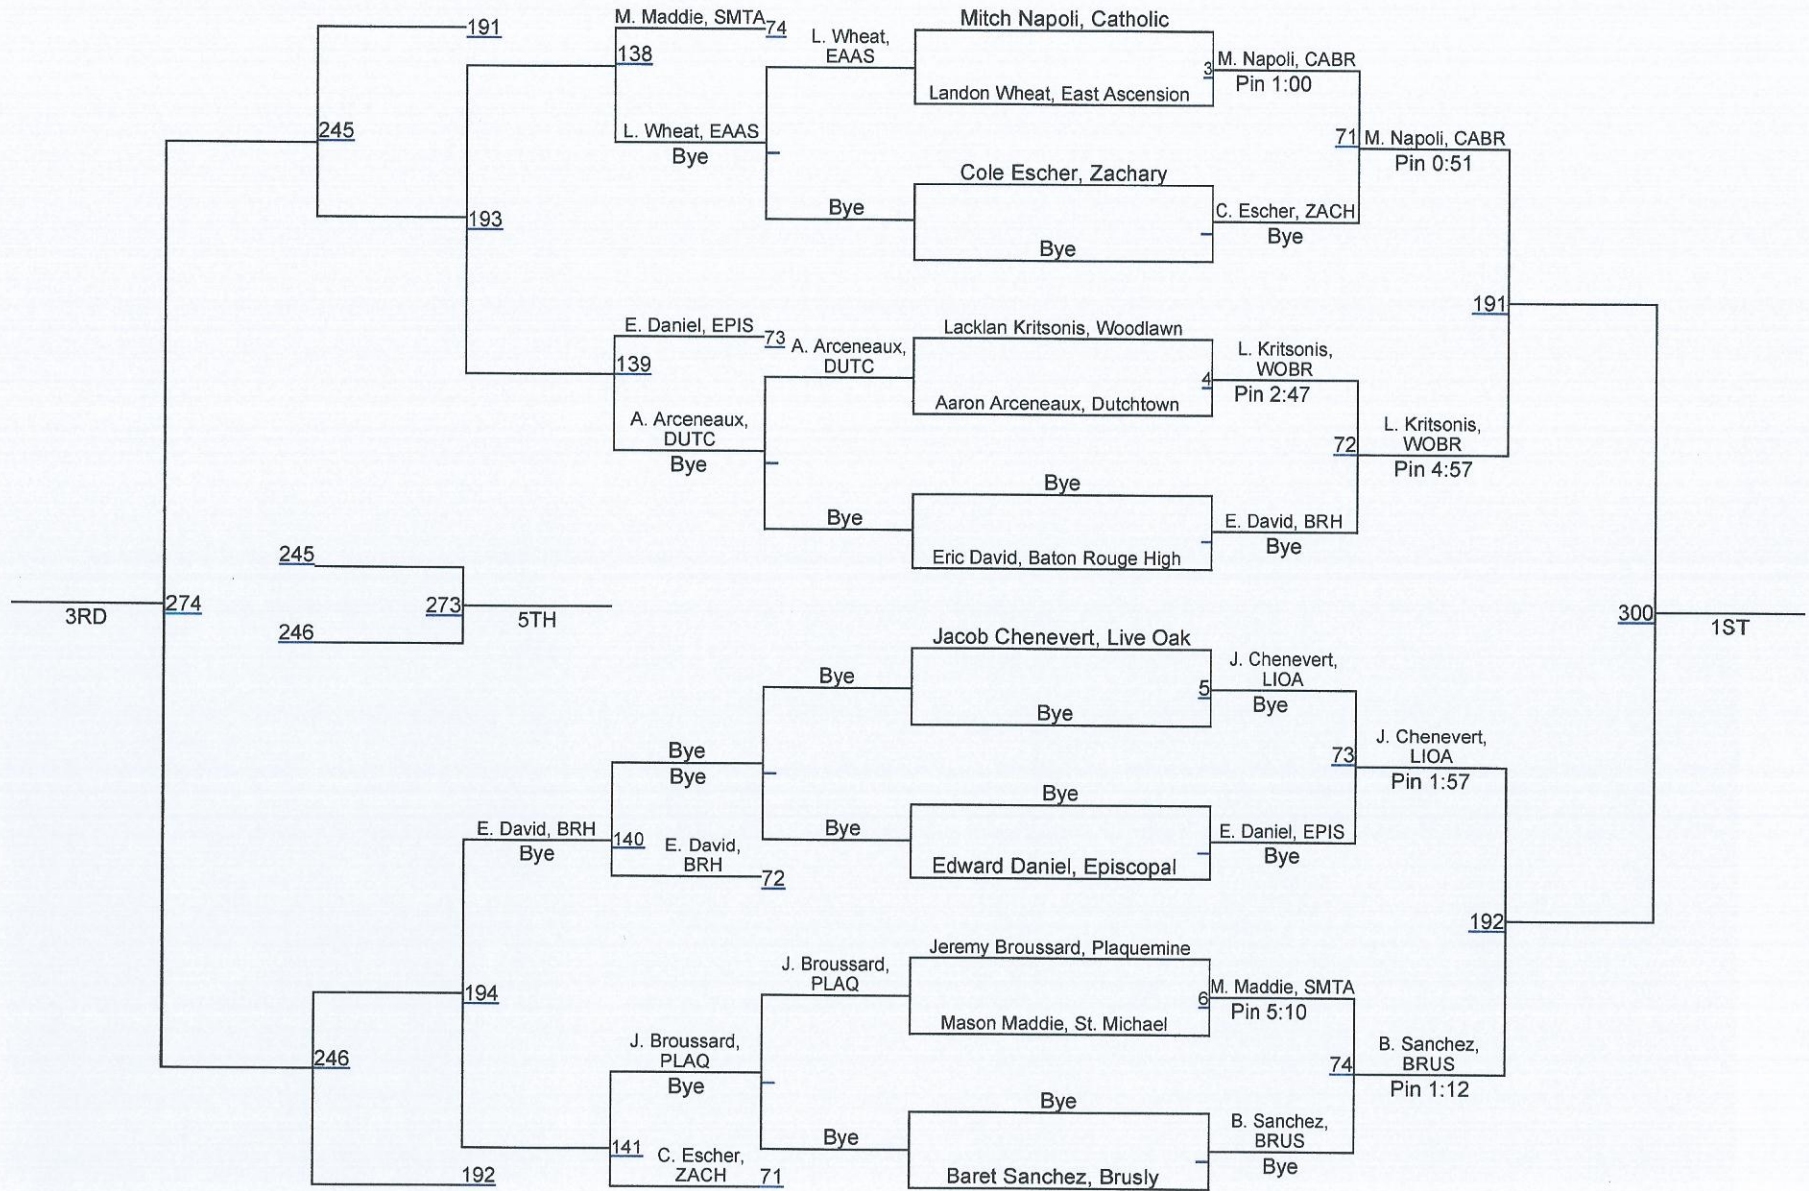 191
M. Maddie, SMTA
74
138
L. Wheat,
EAAS
Mitch Napoli, Catholic
3
M. Napoli, CABR
Pin 1:00
Landon Wheat, East Ascension
245
L. Wheat, EAAS
Bye
71
M. Napoli, CABR
Pin 0:51
Cole Escher, Zachary
Bye
193
C. Escher, ZACH
Bye
Bye
191
E. Daniel, EPIS
73
139
A. Arceneaux,
DUTC
Lacklan Kritsonis, Woodlawn
4
L. Kritsonis,
WOBR
Pin 2:47
Aaron Arceneaux, Dutchtown
A. Arceneaux,
DUTC
Bye
72
L. Kritsonis,
WOBR
Pin 4:57
Bye
Bye
E. David, BRH
Bye
Eric David, Baton Rouge High
245
3RD
274
273
5TH
246
300
1ST
Jacob Chenevert, Live Oak
Bye
5
J. Chenevert,
LIOA
Bye
Bye
Bye
Bye
73
J. Chenevert,
LIOA
Pin 1:57
Bye
Bye
E. David, BRH
Bye
140
E. David,
BRH
72
E. Daniel, EPIS
Bye
Edward Daniel, Episcopal
192
Jeremy Broussard, Plaquemine
J. Broussard,
PLAQ
6
M. Maddie, SMTA
Pin 5:10
Mason Maddie, St. Michael
194
246
J. Broussard,
PLAQ
Bye
74
B. Sanchez,
BRUS
Pin 1:12
Bye
Bye
B. Sanchez,
BRUS
Bye
141
C. Escher,
ZACH
71
192
Baret Sanchez, Brusly